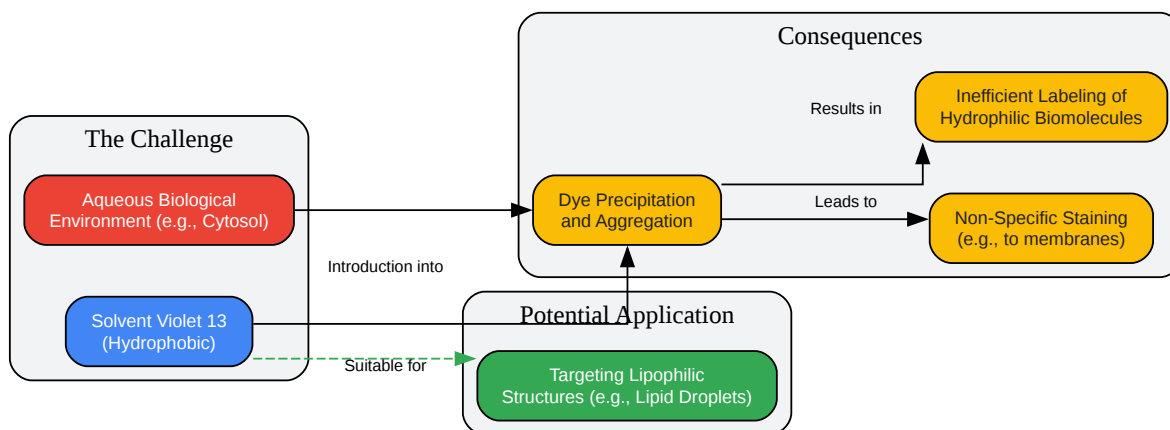 Consequences
Results in
Inefficient Labeling of
Hydrophilic Biomolecules
The Challenge
Aqueous Biological
Environment (e.g., Cytosol)
Dye Precipitation
and Aggregation
Leads to
Non-Specific Staining
(e.g., to membranes)
Introduction into
Solvent Violet 13
(Hydrophobic)
Potential Application
Suitable for
Targeting Lipophilic
Structures (e.g., Lipid Droplets)